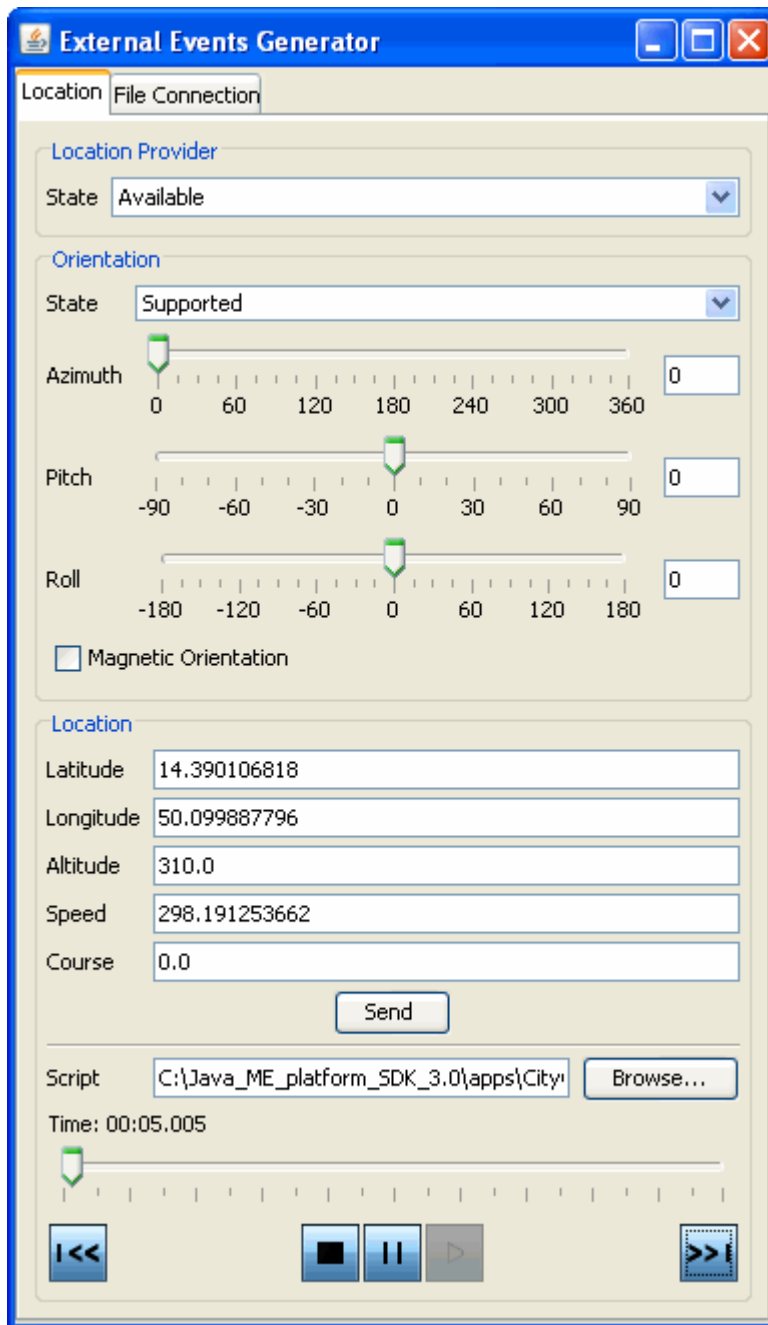 External Events Generator
Location File Connection
Location Provider
State Available
Orientation
State Supported
Azimuth 0
0 60 120 180 240 300 360
Pitch 0
-90 -60 -30 0 30 60 90
Roll 0
-180 -120 -60 0 60 120 180
Magnetic Orientation
Location
Latitude 14.390106818
Longitude 50.099887796
Altitude 310.0
Speed 298.191253662
Course 0.0
Send
Script C:\Java_ME_platform_SDK_3.0\apps\City Browse...
Time: 00:05.005